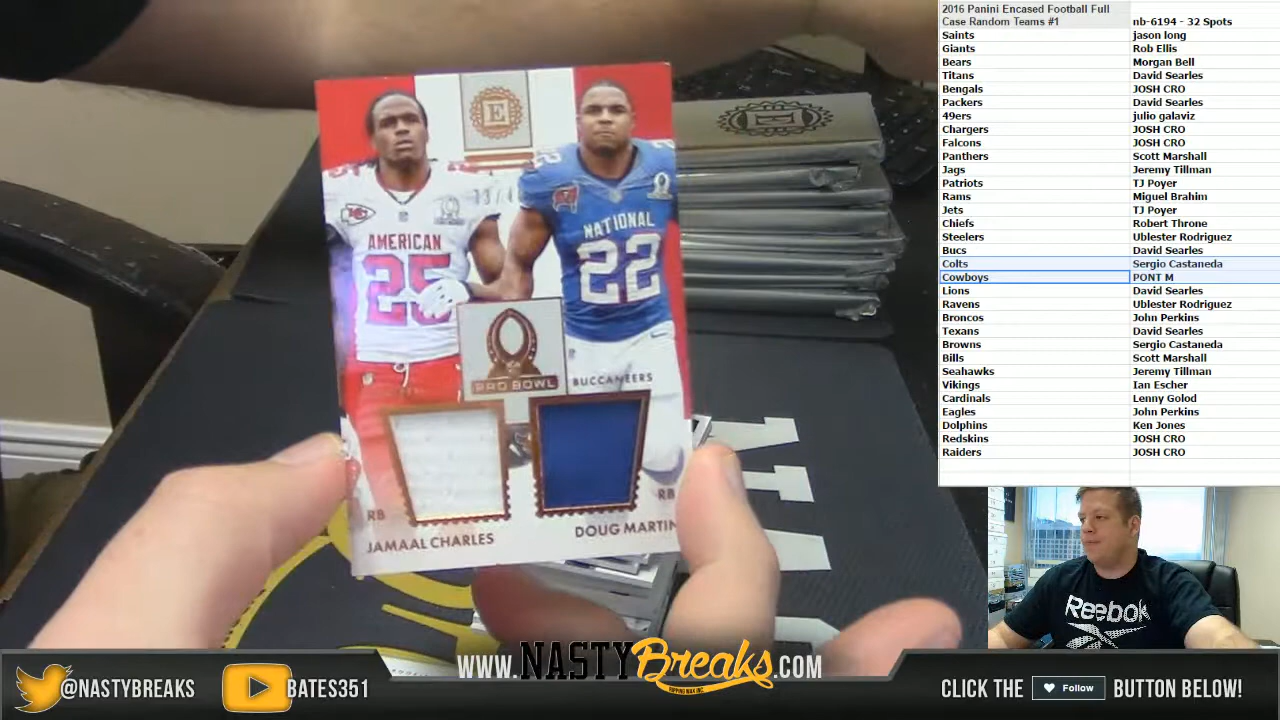 2016 Panini Encased Football Full
Case Random Teams #1 nb-6194 - 32 Spots
Saints jason long
Giants Rob Ellis
Bears Morgan Bell
Titans David Searles
Bengals JOSH CRO
Packers David Searles
49ers julio galaviz
Chargers JOSH CRO
Falcons JOSH CRO
Panthers Scott Marshall
Jags Jeremy Tillman
Patriots TJ Poyer
Rams Miguel Brahim
Jets TJ Poyer
Chiefs Robert Throne
Steelers Ublester Rodriguez
Bucs David Searles
Colts Sergio Castaneda
Cowboys PONT M
Lions David Searles
Ravens Ublester Rodriguez
Broncos John Perkins
Texans David Searles
Browns Sergio Castaneda
Bills Scott Marshall
Seahawks Jeremy Tillman
Vikings Ian Escher
Cardinals Lenny Golod
Eagles John Perkins
Dolphins Ken Jones
Redskins JOSH CRO
Raiders JOSH CRO
E
AMERICAN
25
NATIONAL
22
PRO BOWL
BUCCANEERS
RB
JAMAAL CHARLES
RB
DOUG MARTIN
Reebok
@NASTYBREAKS
BATES351
WWW.NASTYBreaks.COM
RIPPING WAX INC.
CLICK THE Follow BUTTON BELOW!